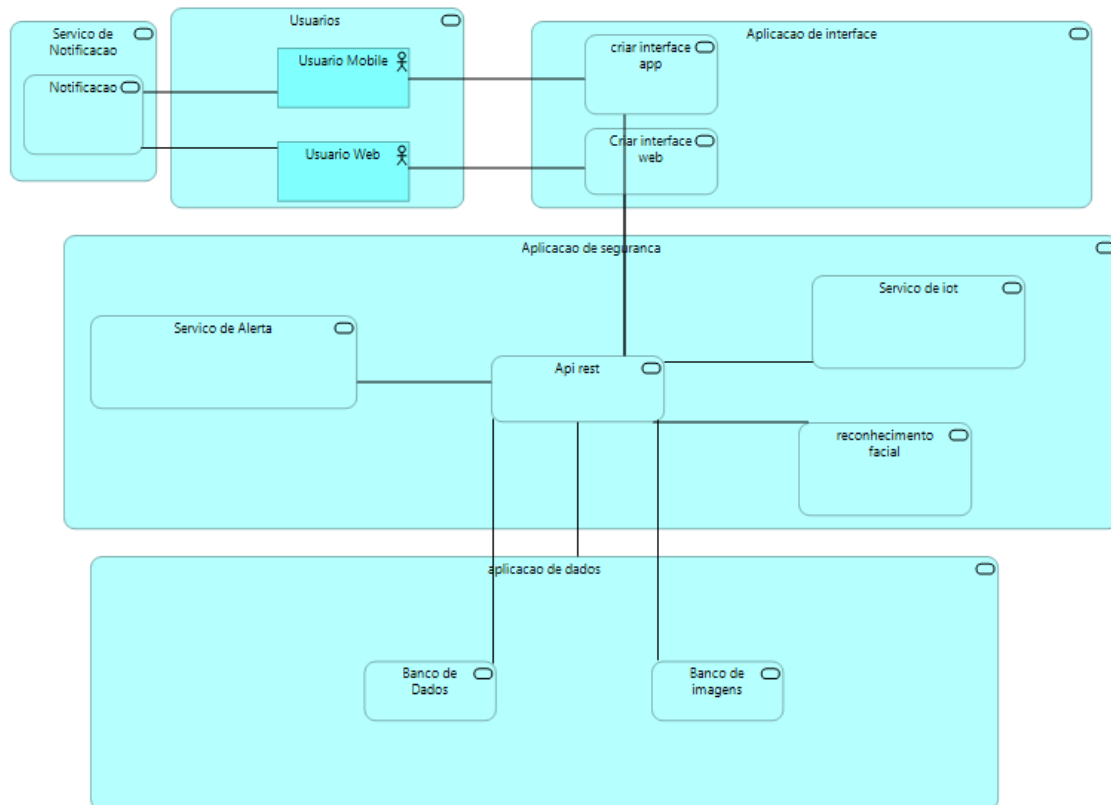 Servico de
Notificacao
Notificacao
Usuarios
Usuario Mobile
Usuario Web
Aplicacao de interface
criar interface
app
Criar interface
web
Aplicacao de seguranca
Servico de Alerta
Api rest
Servico de iot
reconhecimento
facial
aplicacao de dados
Banco de
Dados
Banco de
imagens